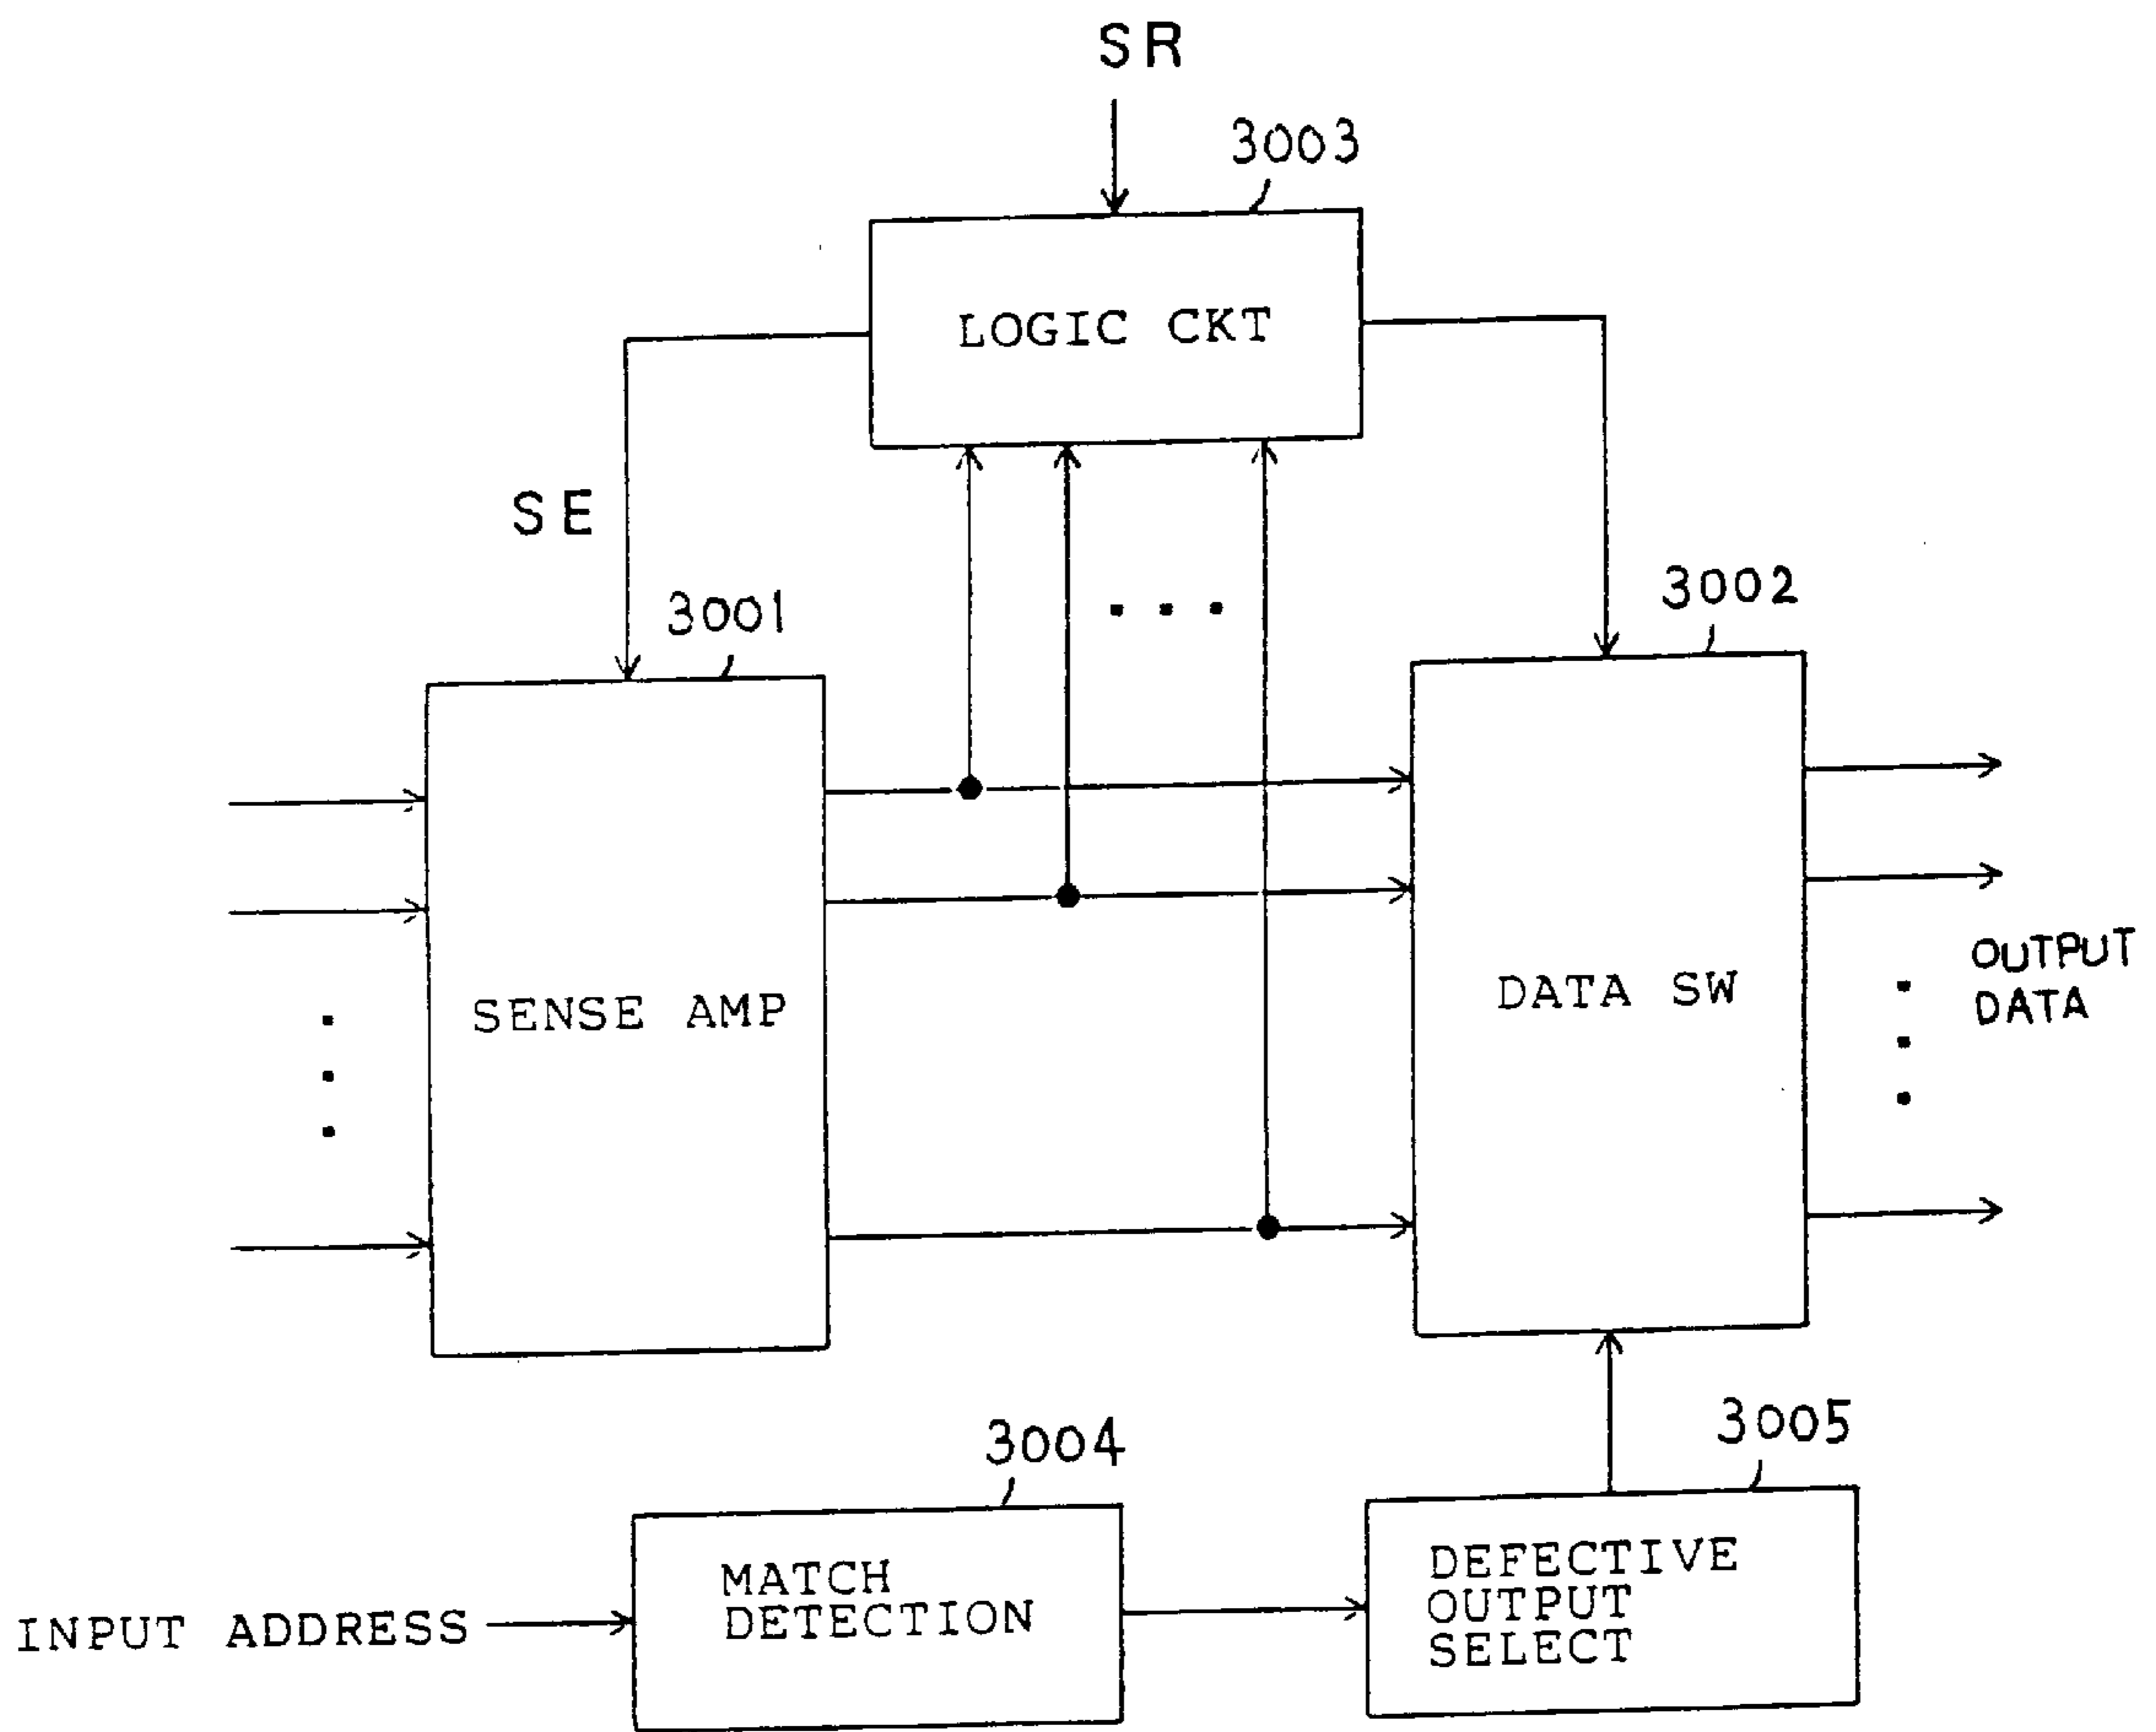 SR
3003
LOGIC CKT
SE
3001
3002
SENSE AMP
DATA SW
OUTPUT
DATA
3004
3005
MATCH
DETECTION
DEFECTIVE
OUTPUT
SELECT
INPUT ADDRESS